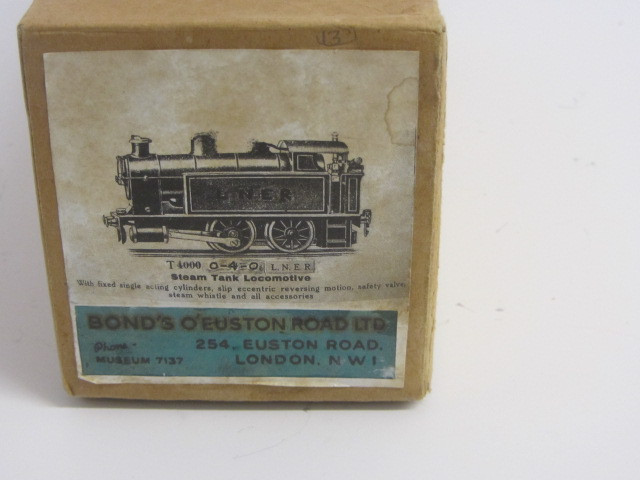 13
L.N.E.R.
T 4000 0-4-0 L.N.E.R
Steam Tank Locomotive
With fixed single acting cylinders, slip eccentric reversing motion, safety valve,
steam whistle and all accessories
BOND'S O'EUSTON ROAD LTD
254, EUSTON ROAD,
Phone:-
MUSEUM 7137 LONDON. N W 1